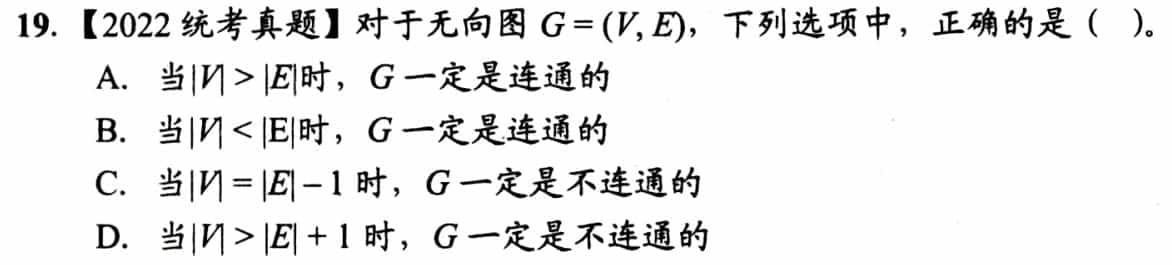 19. 【2022 统考真题】对于无向图 G = (V, E)，下列选项中，正确的是（ ）。
A. 当|V| > |E|时，G 一定是连通的
B. 当|V| < |E|时，G 一定是连通的
C. 当|V| = |E| − 1 时，G 一定是不连通的
D. 当|V| > |E| + 1 时，G 一定是不连通的